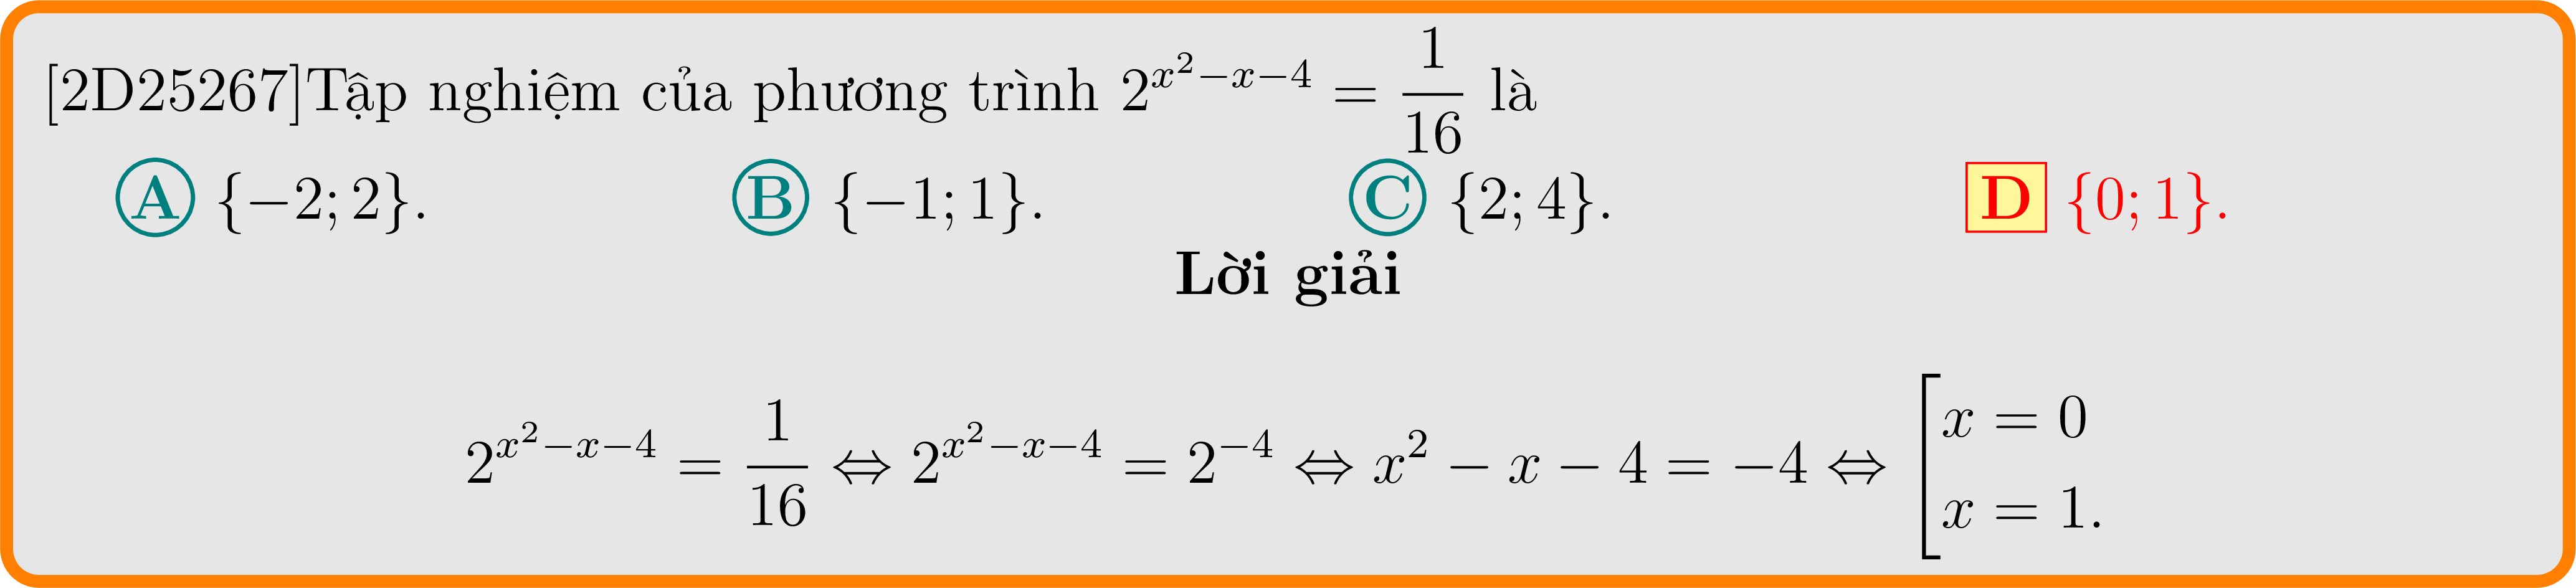 [2D25267]Tập nghiệm của phương trình $2^{x^2-x-4} = \dfrac{1}{16}$ là
A {−2; 2}. B {−1; 1}. C {2; 4}. D {0; 1}.
Lời giải
$2^{x^2-x-4} = \dfrac{1}{16} \Leftrightarrow 2^{x^2-x-4} = 2^{-4} \Leftrightarrow x^2 - x - 4 = -4 \Leftrightarrow \left[\begin{array}{l} x = 0 \\ x = 1. \end{array}\right.$